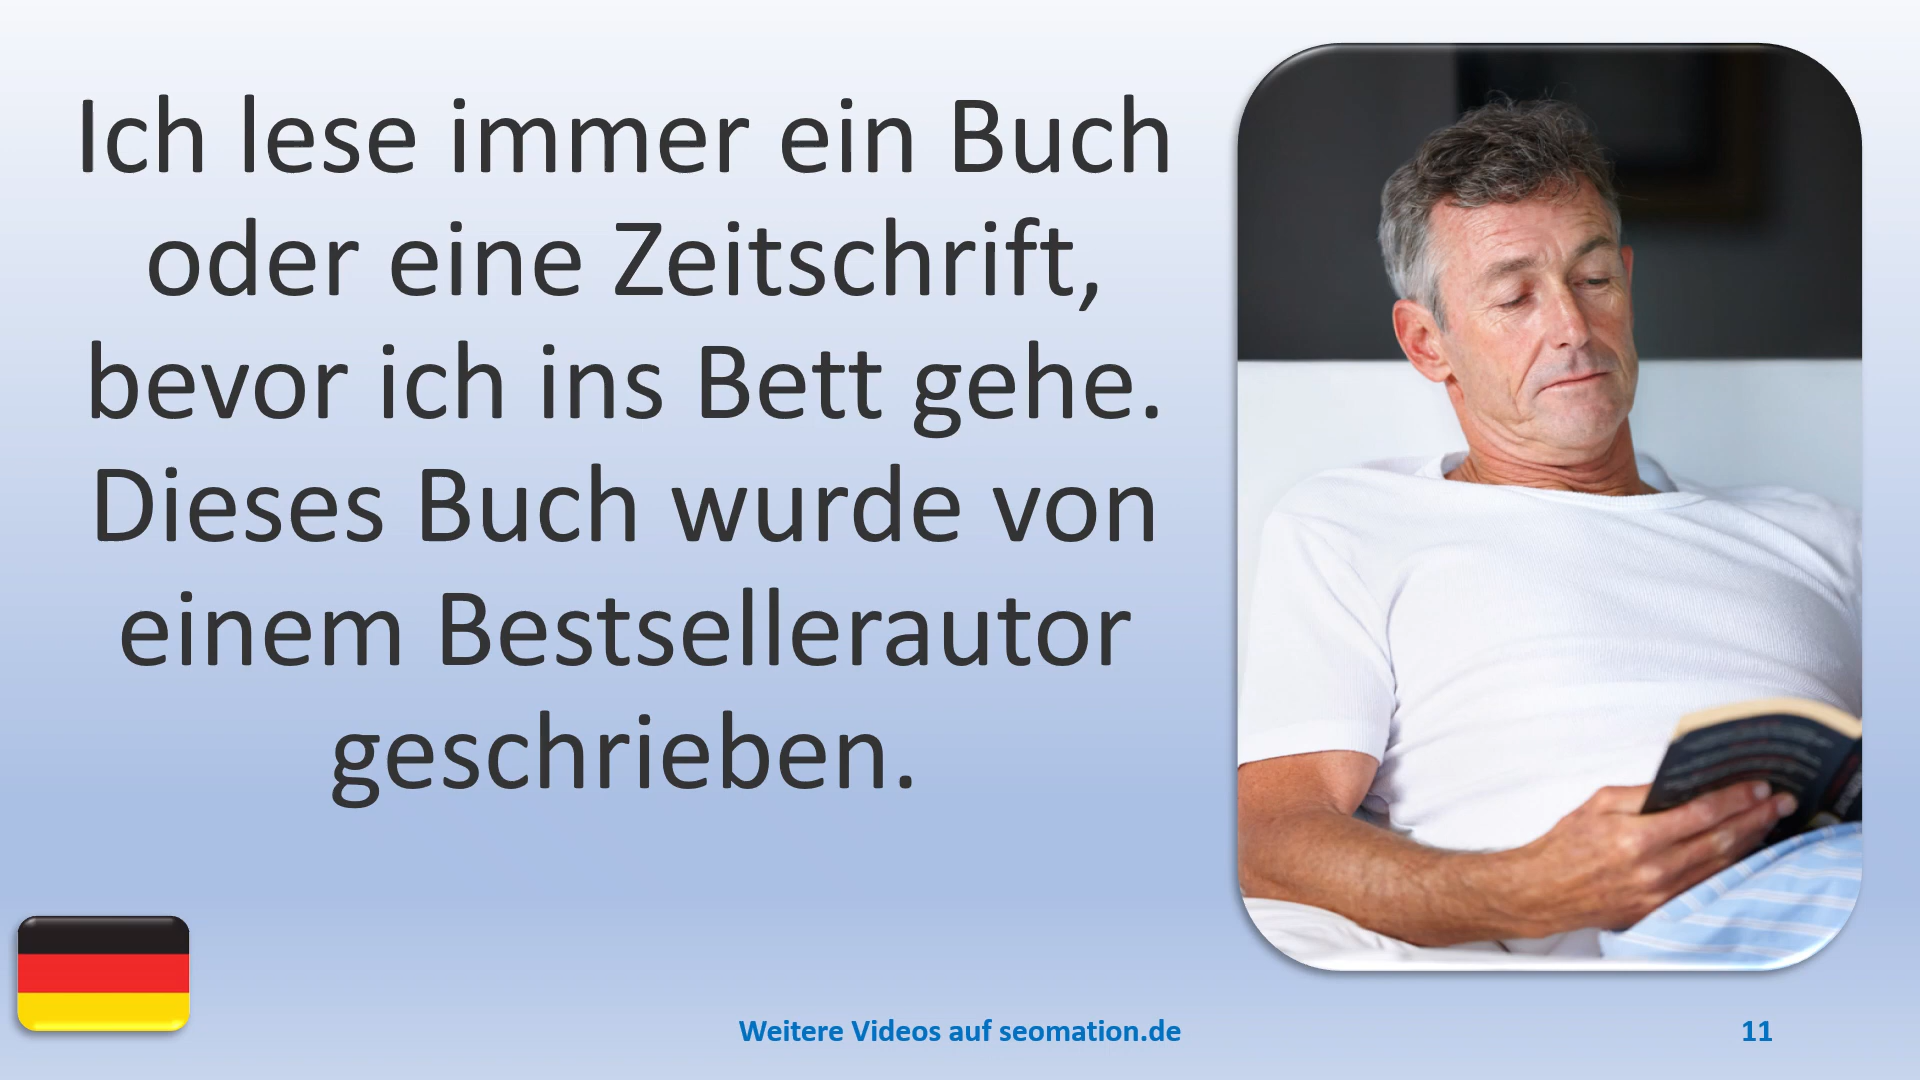 Ich lese immer ein Buch
oder eine Zeitschrift,
bevor ich ins Bett gehe.
Dieses Buch wurde von
einem Bestsellerautor
geschrieben.
Weitere Videos auf seomation.de
11